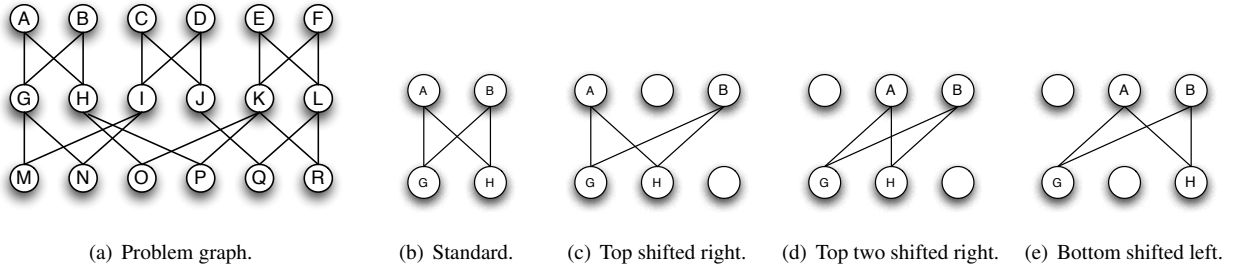 A B C D E F
G H I J K L
M N O P Q R
A B
G H
A B
G H
A B
G H
A B
G H
(a) Problem graph.
(b) Standard.
(c) Top shifted right.
(d) Top two shifted right.
(e) Bottom shifted left.